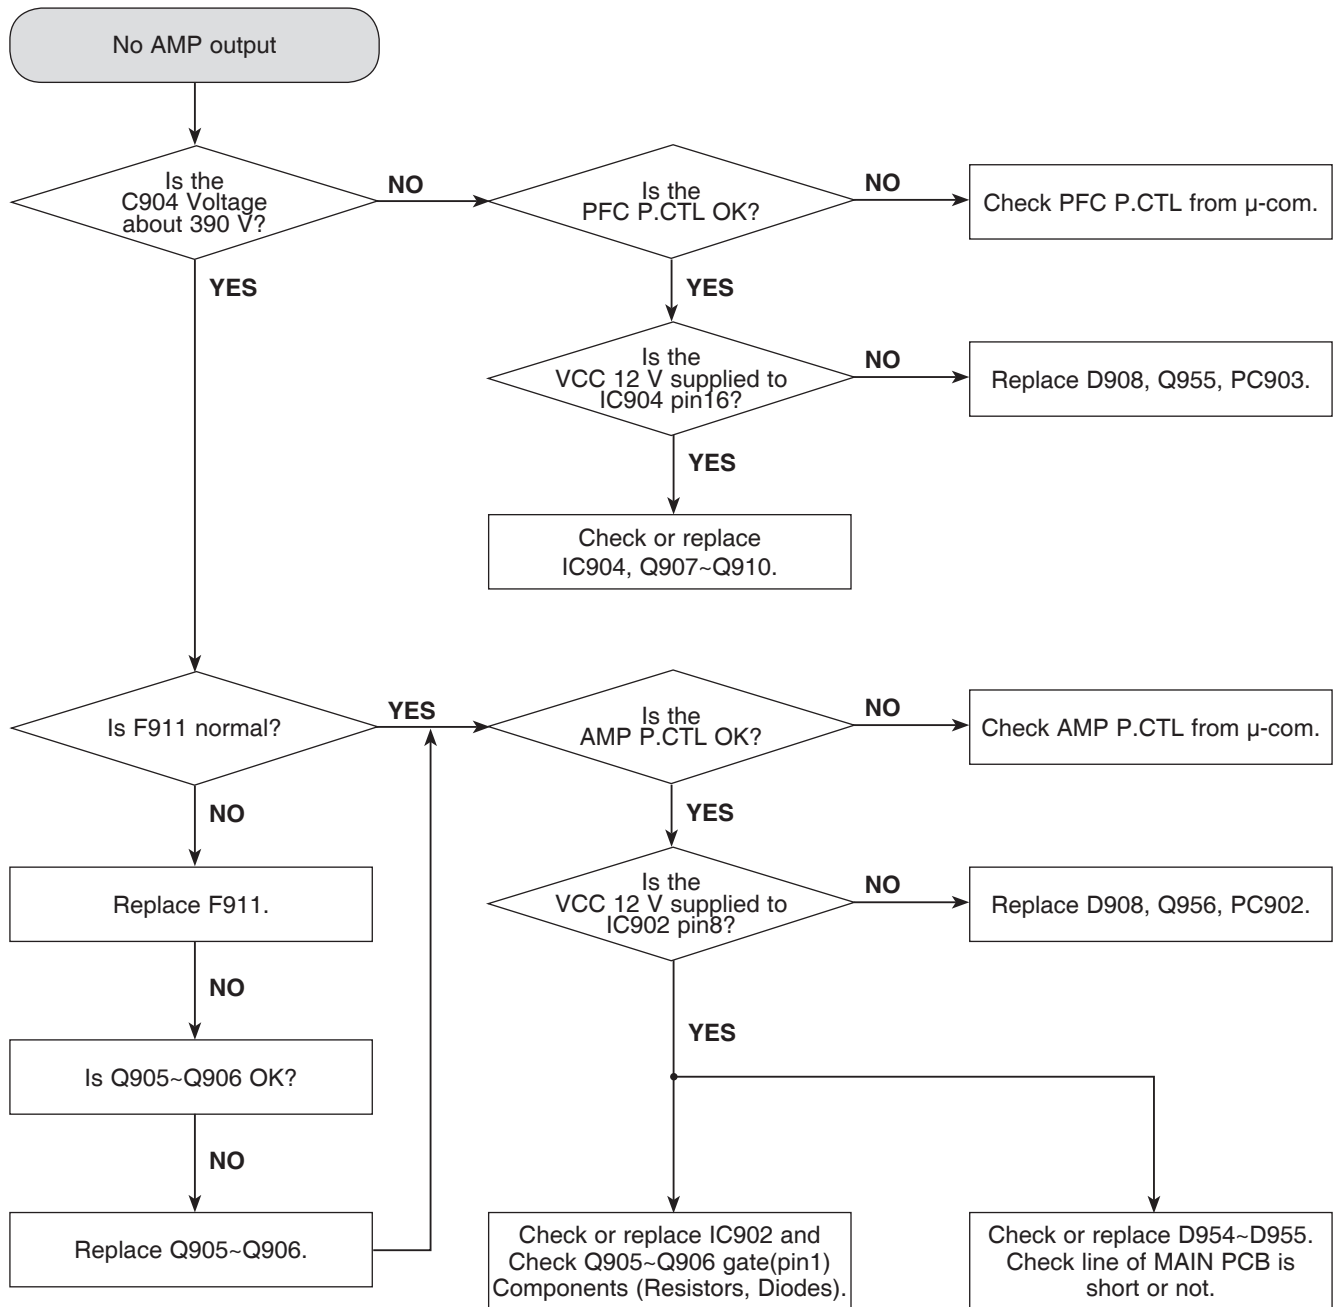 No AMP output
Is the
C904 Voltage
about 390 V?
NO
Is the
PFC P.CTL OK?
NO
Check PFC P.CTL from µ-com.
YES
YES
Is the
VCC 12 V supplied to
IC904 pin16?
NO
Replace D908, Q955, PC903.
YES
Check or replace
IC904, Q907~Q910.
Is F911 normal?
YES
Is the
AMP P.CTL OK?
NO
Check AMP P.CTL from µ-com.
NO
YES
Replace F911.
Is the
VCC 12 V supplied to
IC902 pin8?
NO
Replace D908, Q956, PC902.
NO
YES
Is Q905~Q906 OK?
NO
Replace Q905~Q906.
Check or replace IC902 and
Check Q905~Q906 gate(pin1)
Components (Resistors, Diodes).
Check or replace D954~D955.
Check line of MAIN PCB is
short or not.